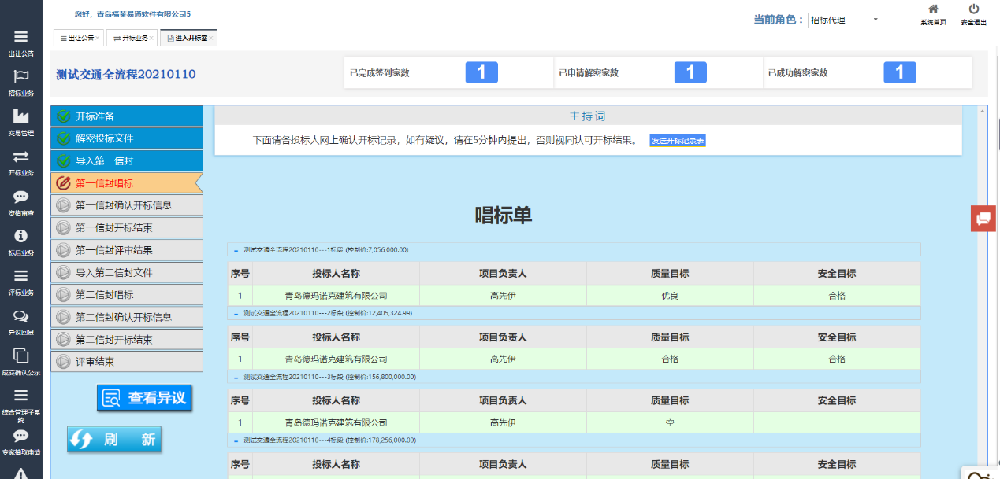 您好，青岛福莱易通软件有限公司5
当前角色：
招标代理
系统首页
安全退出
出让公告
开标业务
进入开标室
测试交通全流程20210110
已完成签到家数
1
已申请解密家数
1
已成功解密家数
1
出让公告
招标业务
交易管理
开标业务
资格审查
标后业务
评标业务
异议回复
成交确认公示
综合管理子系
统
专家抽取申请
开标准备
解密投标文件
导入第一信封
第一信封唱标
第一信封确认开标信息
第一信封开标结束
第一信封评审结果
导入第二信封文件
第二信封唱标
第二信封确认开标信息
第二信封开标结束
评审结束
查看异议
刷 新
主持词
下面请各投标人网上确认开标记录，如有疑议，请在5分钟内提出，否则视同认可开标结果。 发送开标记录表
唱标单
测试交通全流程20210110---1标段 (控制价:7,056,000.00)
序号 投标人名称 项目负责人 质量目标 安全目标
1 青岛德玛诺克建筑有限公司 高先伊 优良 合格
测试交通全流程20210110---2标段 (控制价:12,405,324.99)
序号 投标人名称 项目负责人 质量目标 安全目标
1 青岛德玛诺克建筑有限公司 高先伊 合格 合格
测试交通全流程20210110---3标段 (控制价:156,800,000.00)
序号 投标人名称 项目负责人 质量目标 安全目标
1 青岛德玛诺克建筑有限公司 高先伊 空
测试交通全流程20210110---4标段 (控制价:178,256,000.00)
序号 投标人名称 项目负责人 质量目标 安全目标